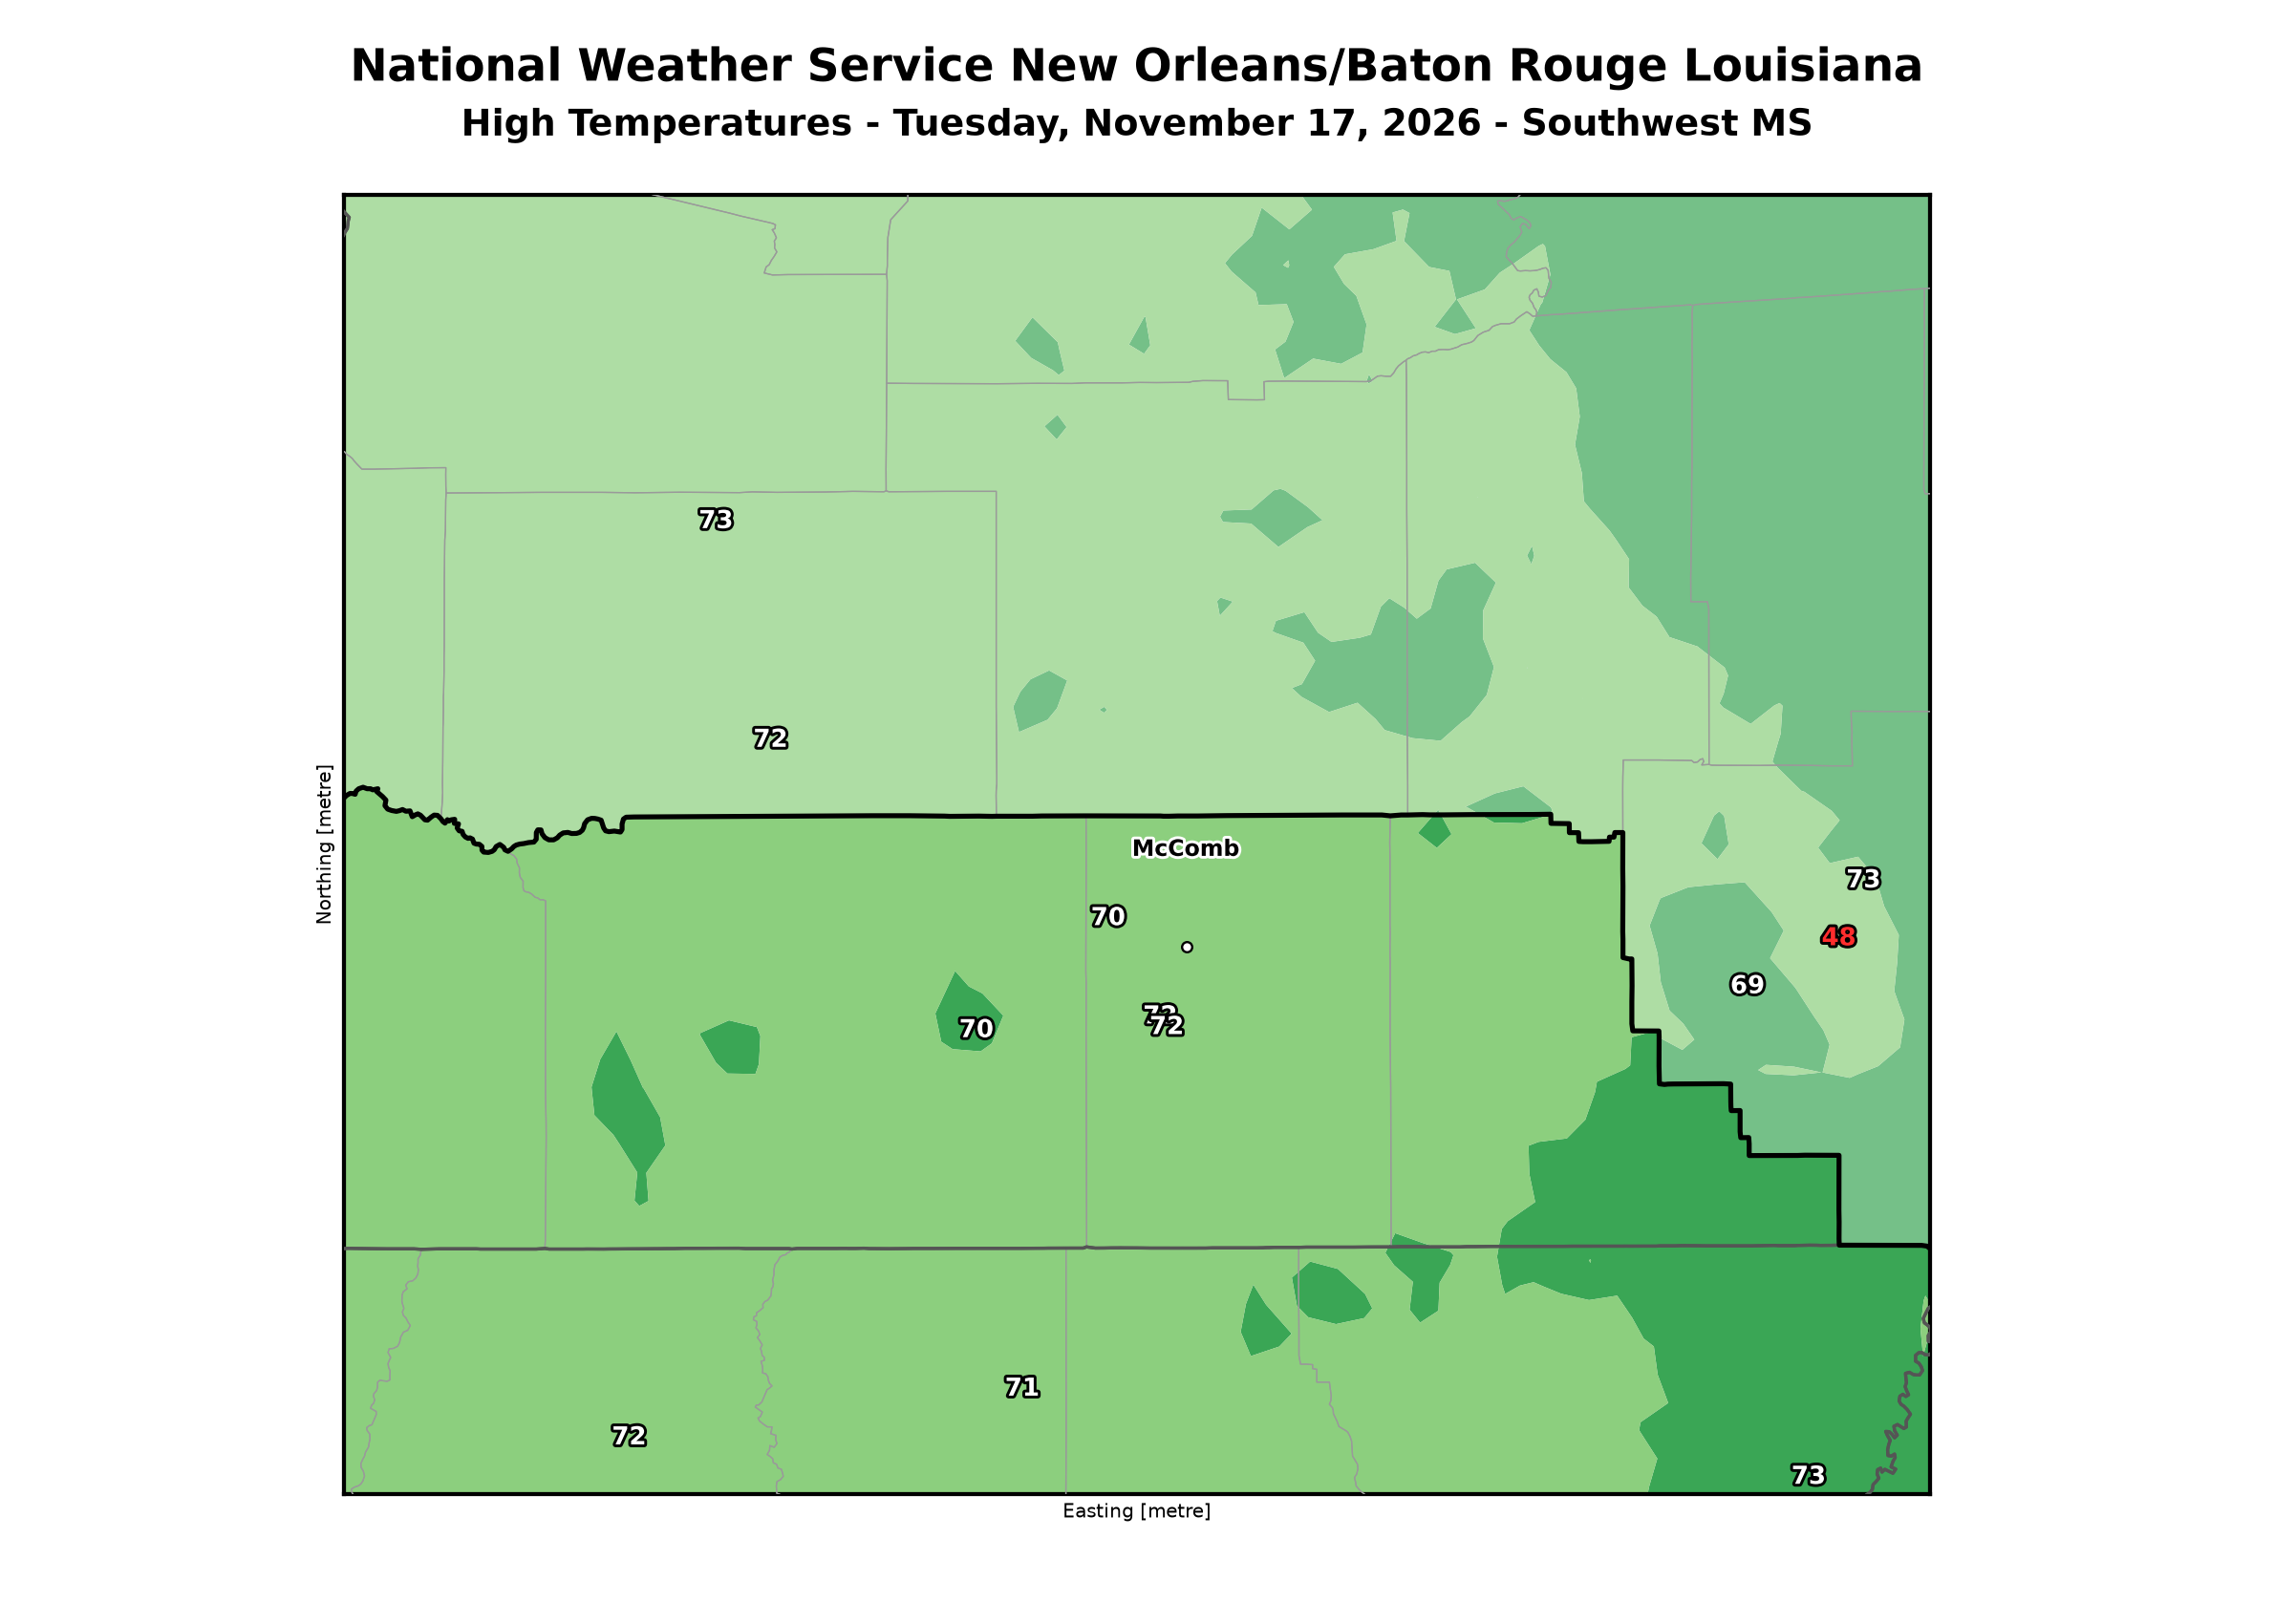 National Weather Service New Orleans/Baton Rouge Louisiana
High Temperatures - Tuesday, November 17, 2026 - Southwest MS
73
72
Northing [metre]
McComb
73
70
48
69
70
72
71
72
73
Easting [metre]